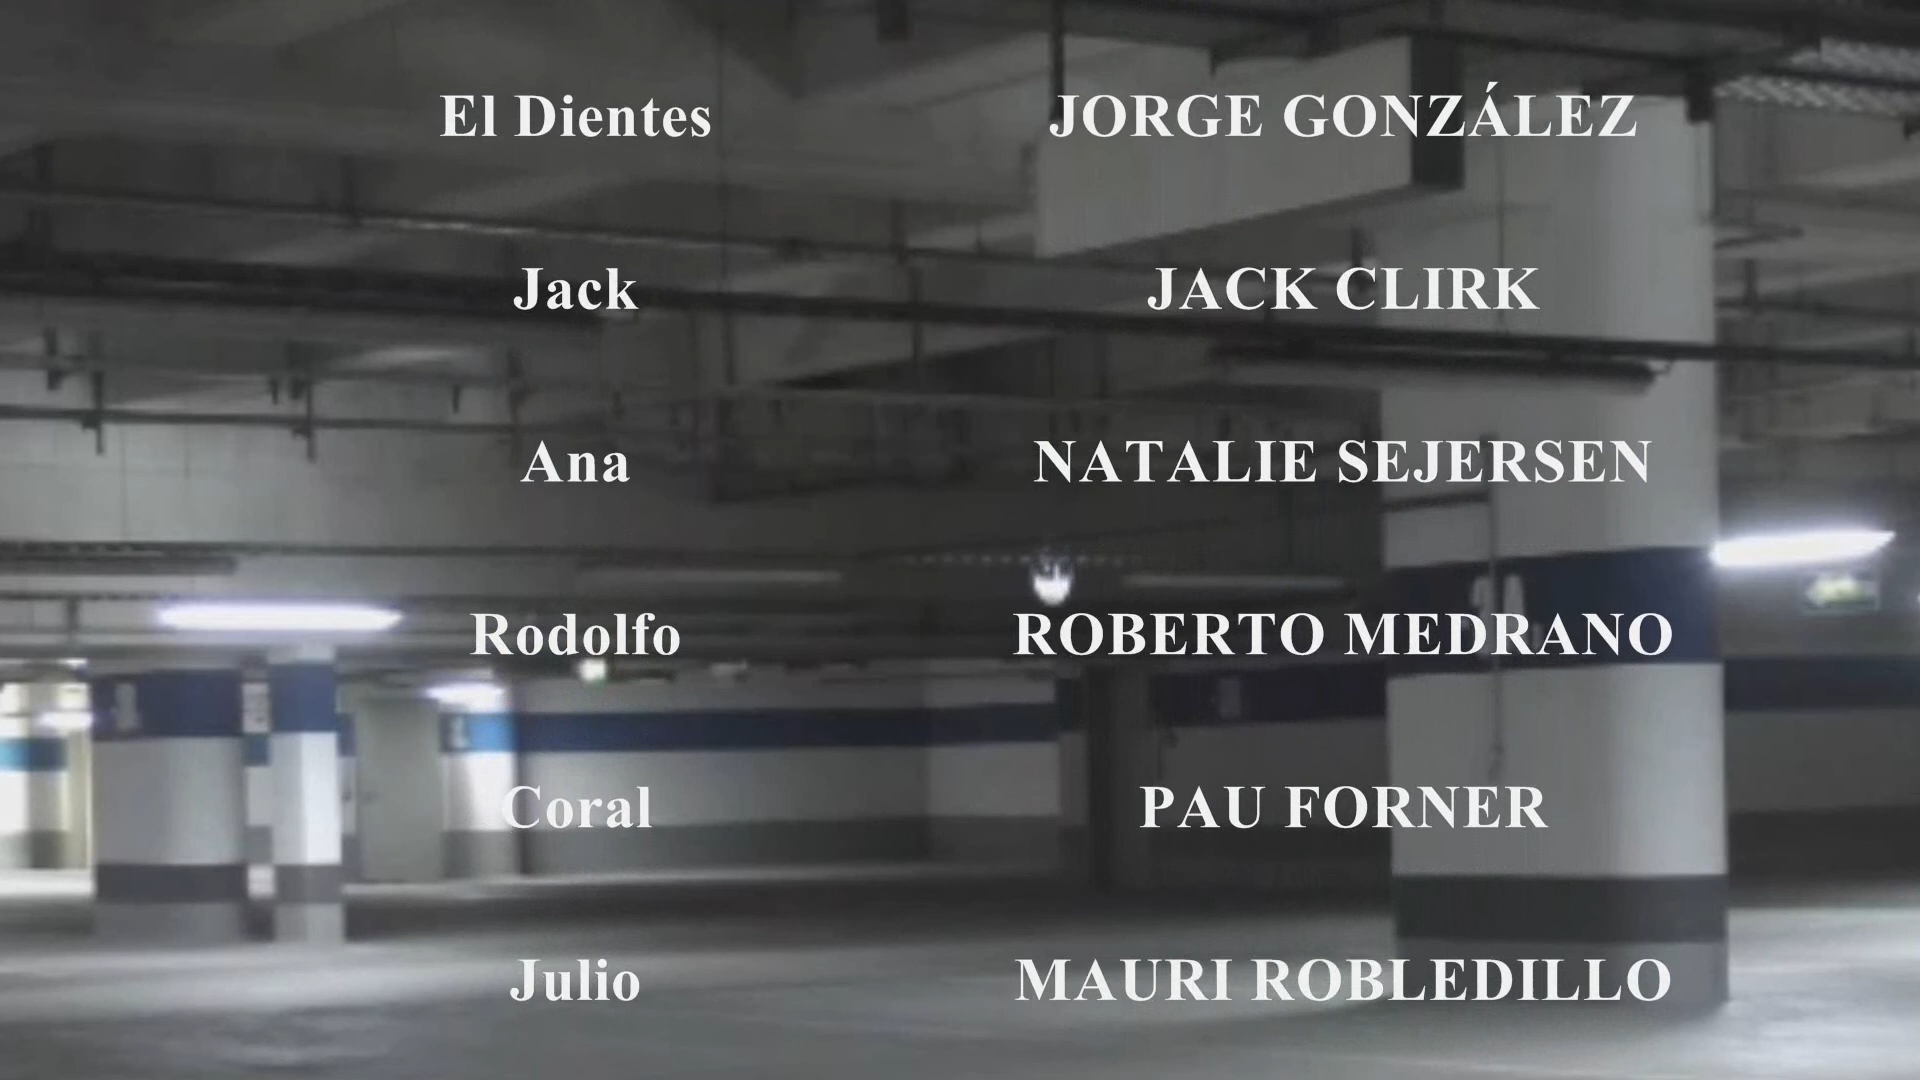 El Dientes JORGE GONZÁLEZ
Jack JACK CLIRK
Ana NATALIE SEJERSEN
Rodolfo ROBERTO MEDRANO
Coral PAU FORNER
Julio MAURI ROBLEDILLO